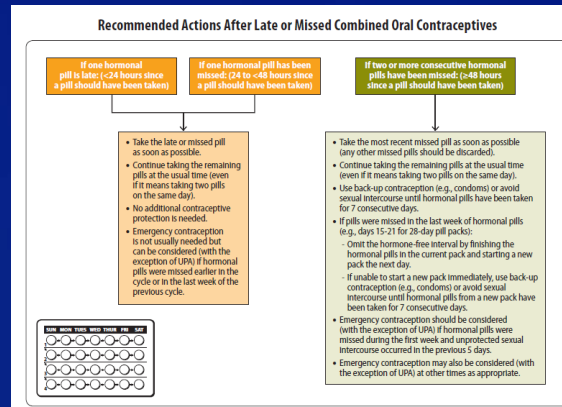 Recommended Actions After Late or Missed Combined Oral Contraceptives
If one hormonal
pill is late: (<24 hours since
a pill should have been taken)
If one hormonal pill has been
missed: (24 to <48 hours since
a pill should have been taken)
If two or more consecutive hormonal
pills have been missed: (≥48 hours
since a pill should have been taken)
• Take the late or missed pill
as soon as possible.
• Continue taking the remaining
pills at the usual time (even
if it means taking two pills
on the same day).
• No additional contraceptive
protection is needed.
• Emergency contraception
is not usually needed but
can be considered (with the
exception of UPA) if hormonal
pills were missed earlier in the
cycle or in the last week of the
previous cycle.
• Take the most recent missed pill as soon as possible
(any other missed pills should be discarded).
• Continue taking the remaining pills at the usual time
(even if it means taking two pills on the same day).
• Use back-up contraception (e.g., condoms) or avoid
sexual intercourse until hormonal pills have been taken
for 7 consecutive days.
• If pills were missed in the last week of hormonal pills
(e.g., days 15-21 for 28-day pill packs):
- Omit the hormone-free interval by finishing the
hormonal pills in the current pack and starting a new
pack the next day.
- If unable to start a new pack immediately, use back-up
contraception (e.g., condoms) or avoid sexual
intercourse until hormonal pills from a new pack have
been taken for 7 consecutive days.
• Emergency contraception should be considered
(with the exception of UPA) if hormonal pills were
missed during the first week and unprotected sexual
intercourse occurred in the previous 5 days.
• Emergency contraception may also be considered (with
the exception of UPA) at other times as appropriate.
SUN MON TUES WED THUR FRI SAT